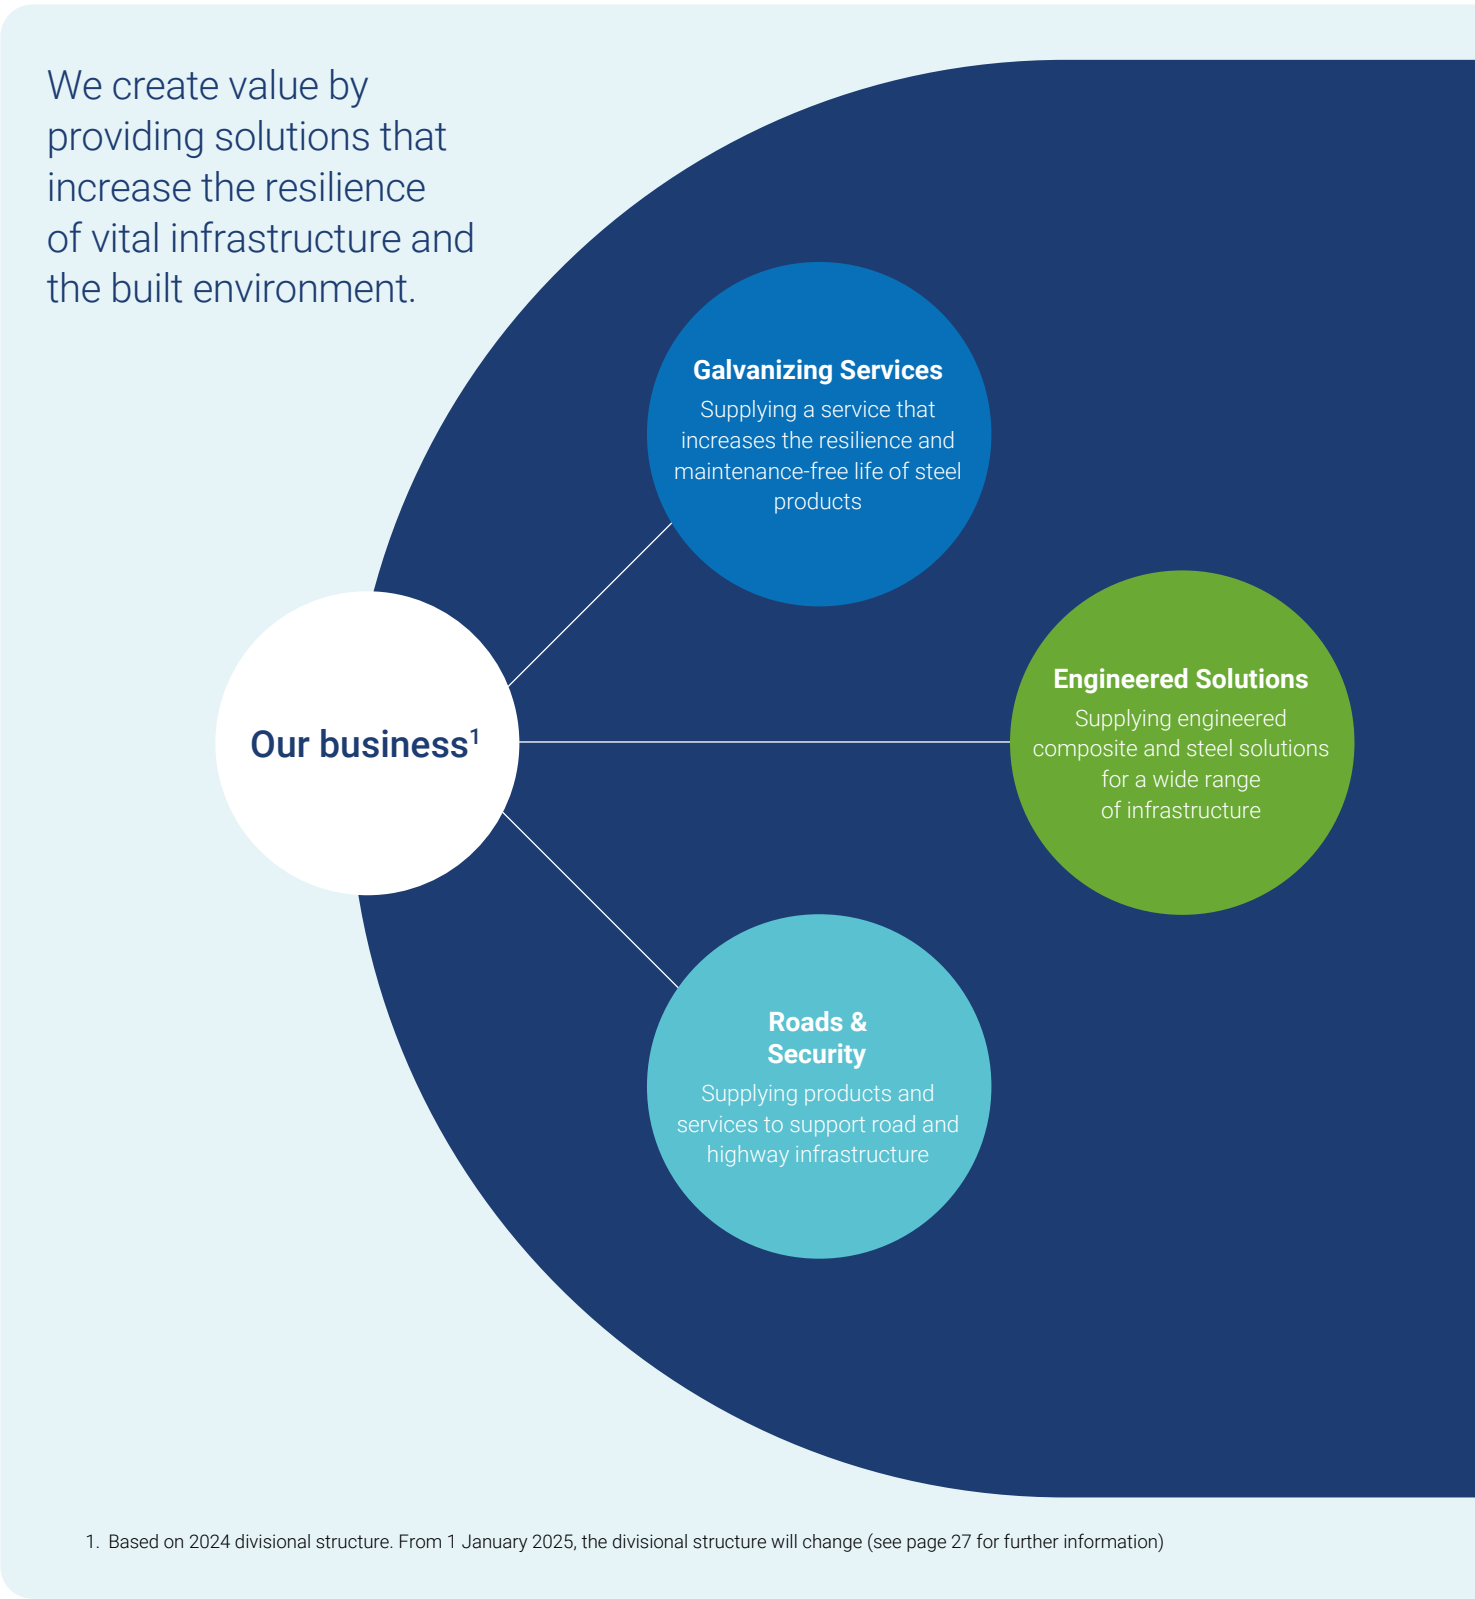 We create value by
providing solutions that
increase the resilience
of vital infrastructure and
the built environment.
Galvanizing Services
Supplying a service that
increases the resilience and
maintenance-free life of steel
products
Engineered Solutions
Supplying engineered
composite and steel solutions
for a wide range
of infrastructure
Our business¹
Roads &
Security
Supplying products and
services to support road and
highway infrastructure
1. Based on 2024 divisional structure. From 1 January 2025, the divisional structure will change (see page 27 for further information)